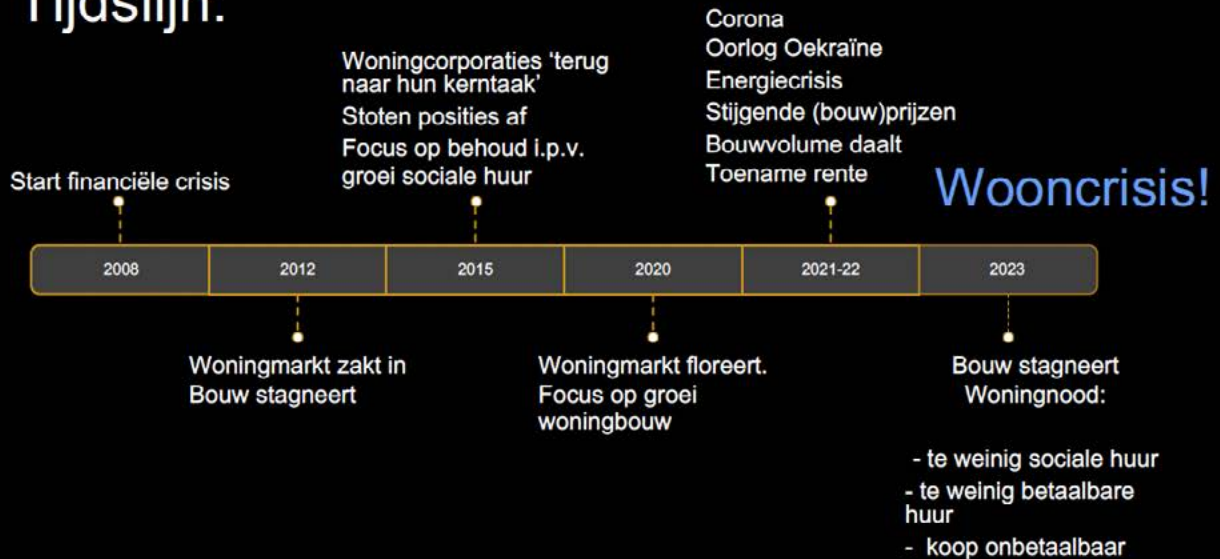 Tijdslijn:
Start financiële crisis
Woningcorporaties ‘terug
naar hun kerntaak’
Stoten posities af
Focus op behoud i.p.v.
groei sociale huur
Corona
Oorlog Oekraïne
Energiecrisis
Stijgende (bouw)prijzen
Bouwvolume daalt
Toename rente
Wooncrisis!
2008
2012
2015
2020
2021-22
2023
Woningmarkt zakt in
Bouw stagneert
Woningmarkt floreert.
Focus op groei
woningbouw
Bouw stagneert
Woningnood:
- te weinig sociale huur
- te weinig betaalbare
huur
- koop onbetaalbaar